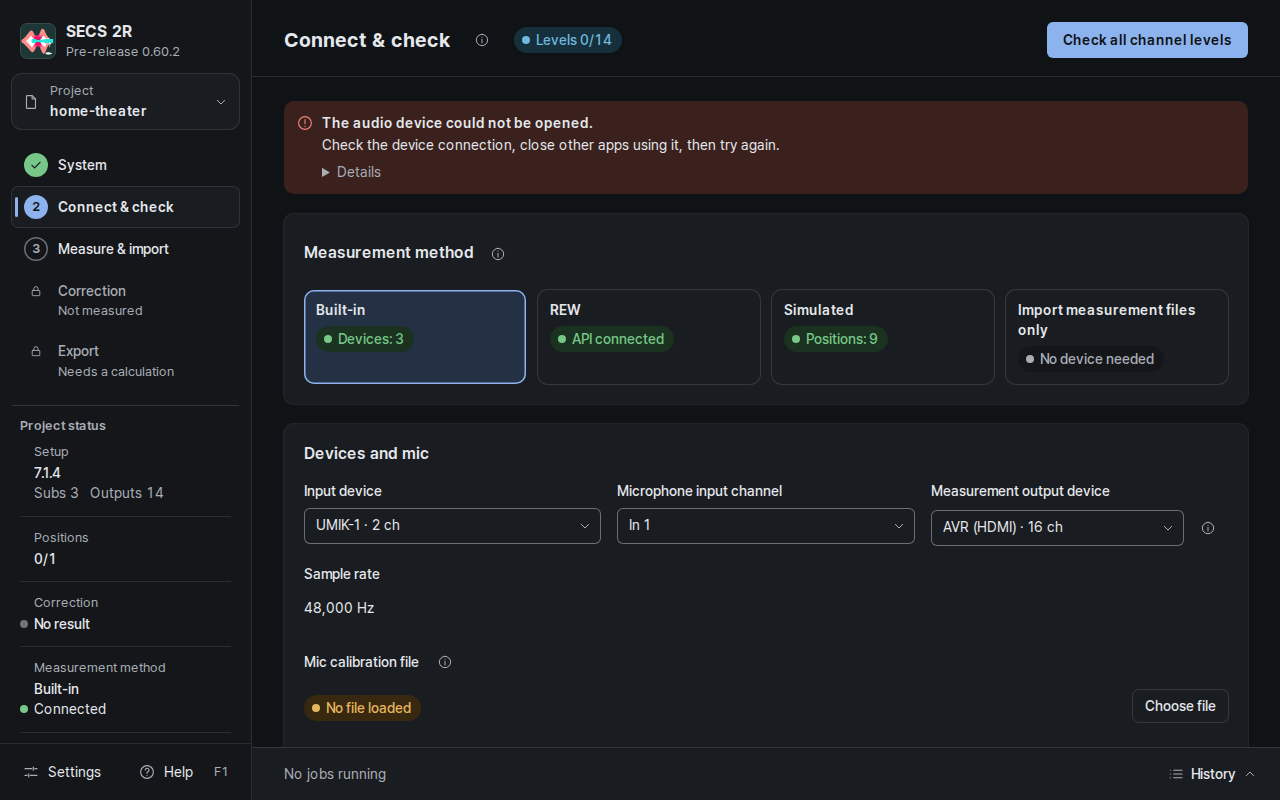 SECS 2R
Pre-release 0.60.2
Project
home-theater
System
2 Connect & check
3 Measure & import
Correction
Not measured
Export
Needs a calculation
Project status
Setup
7.1.4
Subs 3 Outputs 14
Positions
0/1
Correction
No result
Measurement method
Built-in
Connected
Settings
Help F1
Connect & check
Levels 0/14
Check all channel levels
The audio device could not be opened.
Check the device connection, close other apps using it, then try again.
Details
Measurement method
Built-in
Devices: 3
REW
API connected
Simulated
Positions: 9
Import measurement files
only
No device needed
Devices and mic
Input device
UMIK-1 · 2 ch
Microphone input channel
In 1
Measurement output device
AVR (HDMI) · 16 ch
Sample rate
48,000 Hz
Mic calibration file
No file loaded
Choose file
No jobs running
History